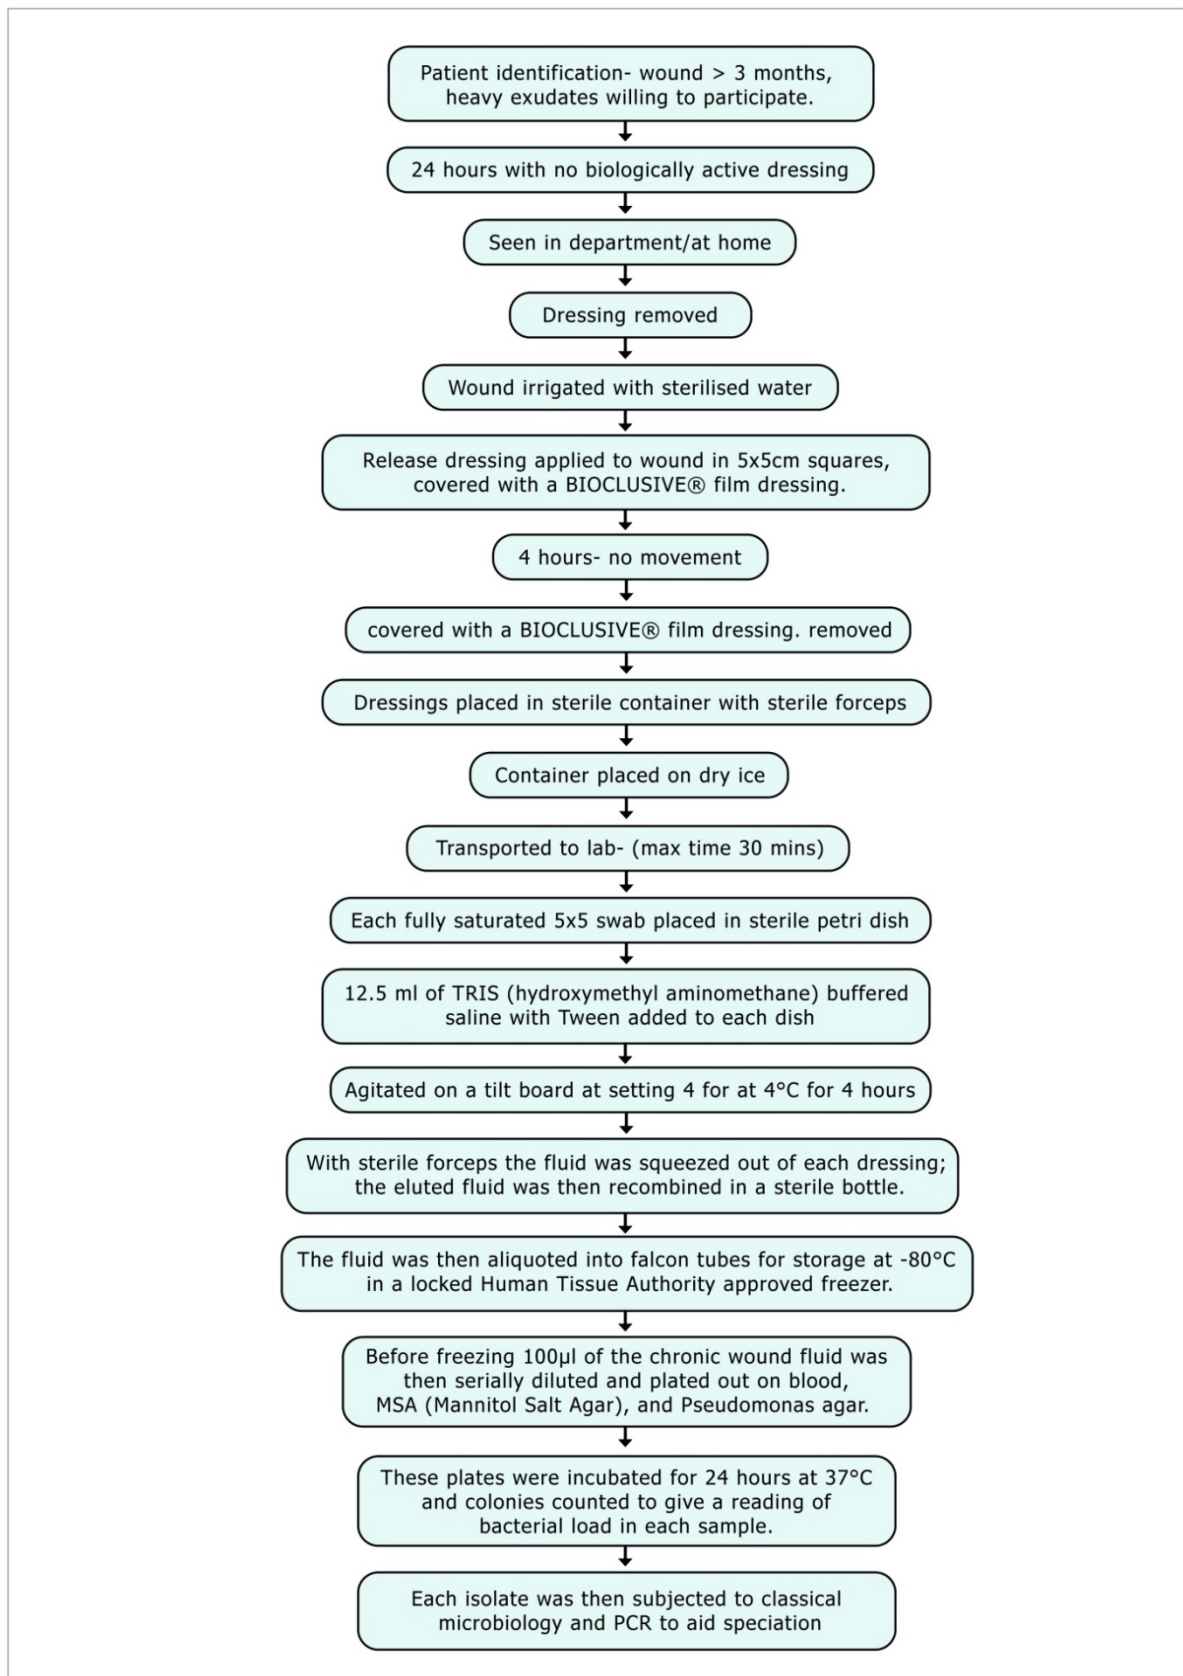 Patient identification- wound > 3 months,
heavy exudates willing to participate.
24 hours with no biologically active dressing
Seen in department/at home
Dressing removed
Wound irrigated with sterilised water
Release dressing applied to wound in 5x5cm squares,
covered with a BIOCLUSIVE® film dressing.
4 hours- no movement
covered with a BIOCLUSIVE® film dressing. removed
Dressings placed in sterile container with sterile forceps
Container placed on dry ice
Transported to lab- (max time 30 mins)
Each fully saturated 5x5 swab placed in sterile petri dish
12.5 ml of TRIS (hydroxymethyl aminomethane) buffered
saline with Tween added to each dish
Agitated on a tilt board at setting 4 for at 4°C for 4 hours
With sterile forceps the fluid was squeezed out of each dressing;
the eluted fluid was then recombined in a sterile bottle.
The fluid was then aliquoted into falcon tubes for storage at -80°C
in a locked Human Tissue Authority approved freezer.
Before freezing 100µl of the chronic wound fluid was
then serially diluted and plated out on blood,
MSA (Mannitol Salt Agar), and Pseudomonas agar.
These plates were incubated for 24 hours at 37°C
and colonies counted to give a reading of
bacterial load in each sample.
Each isolate was then subjected to classical
microbiology and PCR to aid speciation